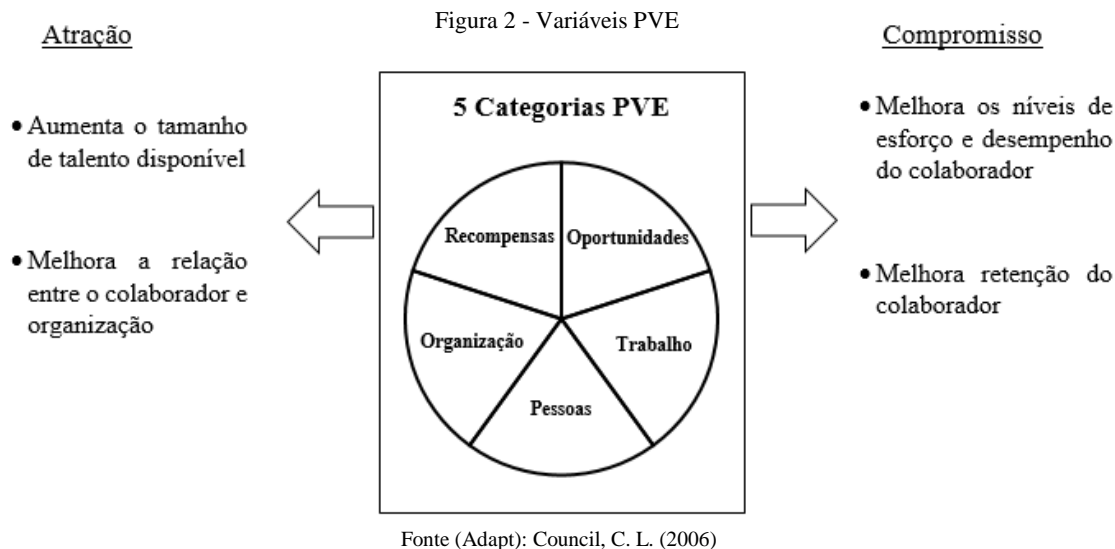 Figura 2 - Variáveis PVE
Atração
• Aumenta o tamanho
de talento disponível
• Melhora a relação
entre o colaborador e
organização
5 Categorias PVE
Recompensas
Oportunidades
Organização
Trabalho
Pessoas
Compromisso
• Melhora os níveis de
esforço e desempenho
do colaborador
• Melhora retenção do
colaborador
Fonte (Adapt): Council, C. L. (2006)